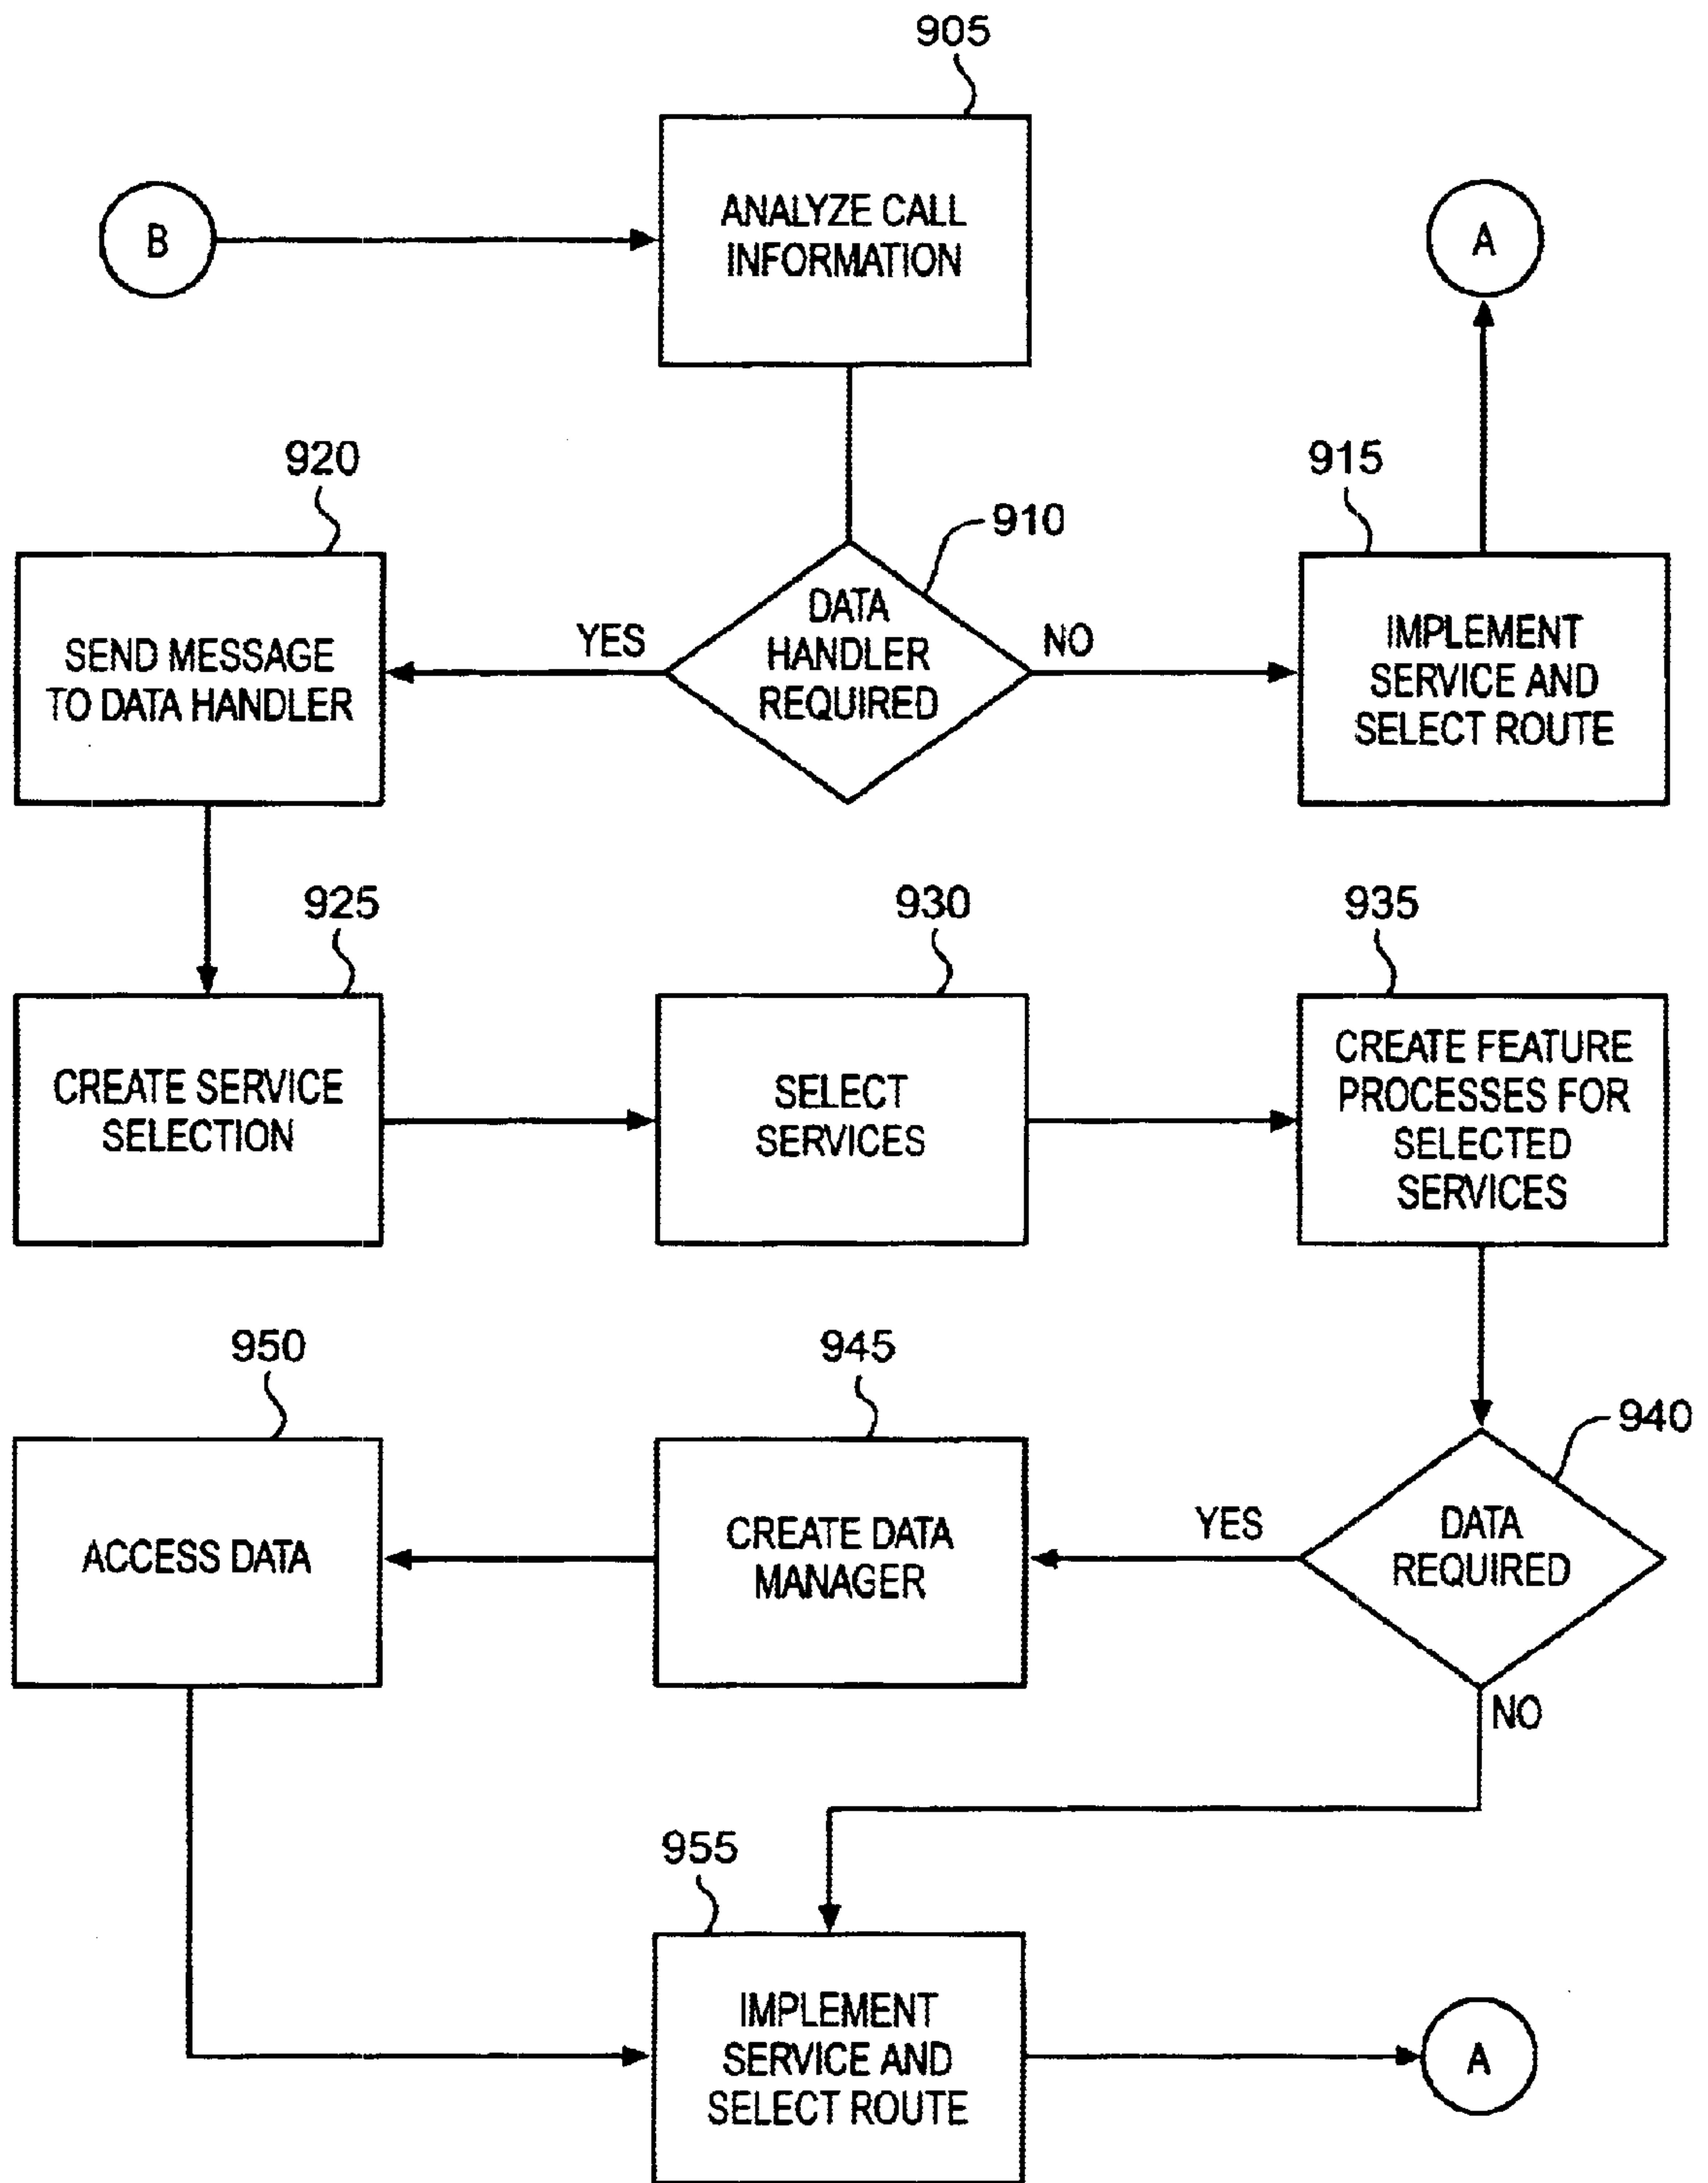 905
B
ANALYZE CALL
INFORMATION
A
920
910
915
SEND MESSAGE
TO DATA HANDLER
YES
DATA
HANDLER
REQUIRED
NO
IMPLEMENT
SERVICE AND
SELECT ROUTE
925
930
935
CREATE SERVICE
SELECTION
SELECT
SERVICES
CREATE FEATURE
PROCESSES FOR
SELECTED
SERVICES
950
945
940
ACCESS DATA
CREATE DATA
MANAGER
YES
DATA
REQUIRED
NO
955
IMPLEMENT
SERVICE AND
SELECT ROUTE
A